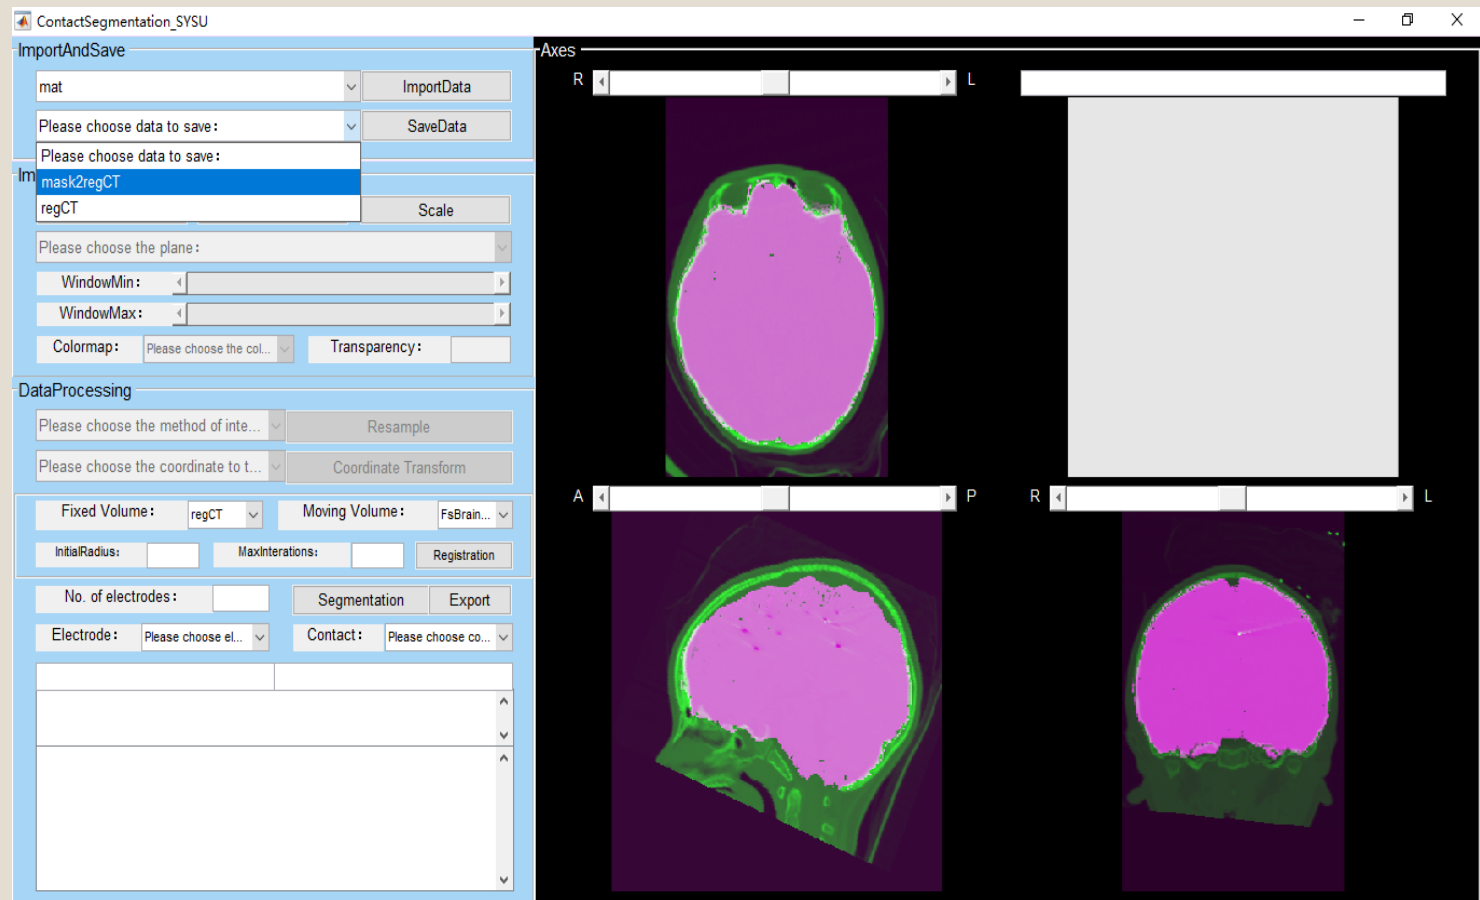 ContactSegmentation_SYSU
ImportAndSave
mat
ImportData
Please choose data to save:
SaveData
Please choose data to save:
mask2regCT
regCT
Im
Scale
Please choose the plane:
WindowMin:
WindowMax:
Colormap:
Please choose the col...
Transparency:
DataProcessing
Please choose the method of inte...
Resample
Please choose the coordinate to t...
Coordinate Transform
Fixed Volume:
regCT
Moving Volume:
FsBrain...
InitialRadius:
MaxInterations:
Registration
No. of electrodes:
Segmentation
Export
Electrode:
Please choose el...
Contact:
Please choose co...
Axes
R
L
A
P
R
L